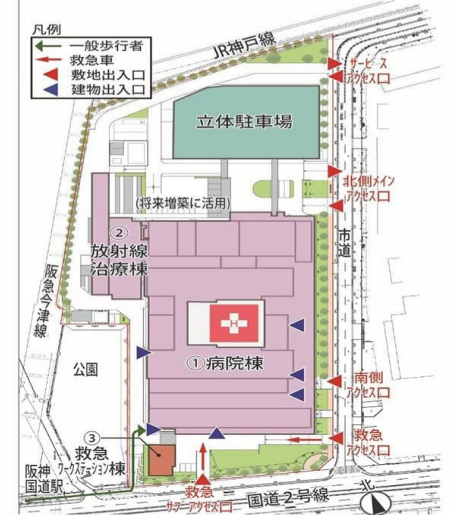 凡例
一般歩行者
救急車
敷地出入口
建物出入口
JR神戸線
サービス
アクセス口
立体駐車場
北側メイン
アクセス口
(将来増築に活用)
市道
②
放射線
治療棟
阪急今津線
H
①病院棟
公園
南側
アクセス口
③
救急
ワークステーション棟
救急
アクセス口
阪神
国道駅
救急
サブアクセス口
国道2号線
北